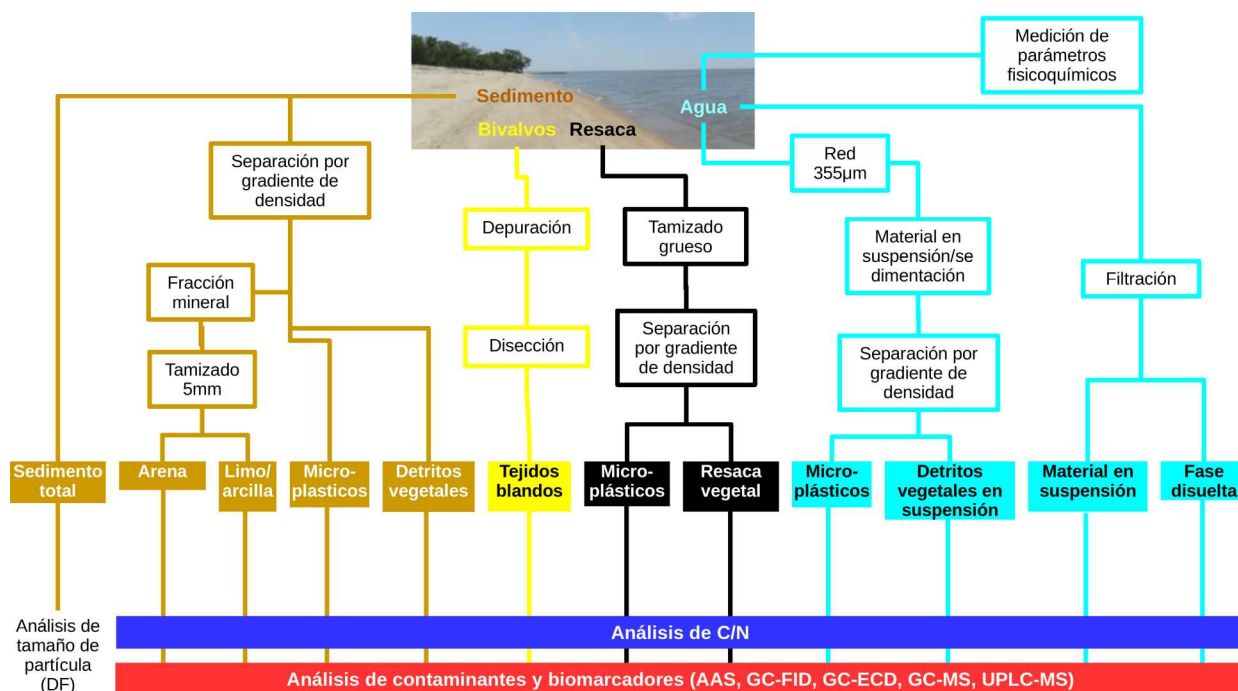 Medición de
parámetros
fisicoquímicos
Sedimento
Agua
Bivalvos
Resaca
Separación por
gradiente de
densidad
Red
355µm
Depuración
Tamizado
grueso
Material en
suspensión/se
dimentación
Filtración
Fracción
mineral
Disección
Separación
por gradiente
de densidad
Separación por
gradiente de
densidad
Tamizado
5mm
Sedimento
total
Arena
Limo/
arcilla
Micro-
plasticos
Detritos
vegetales
Tejidos
blandos
Micro-
plásticos
Resaca
vegetal
Micro-
plásticos
Detritos
vegetales en
suspensión
Material en
suspensión
Fase
disuelta
Análisis de
tamaño de
partícula
(DF)
Análisis de C/N
Análisis de contaminantes y biomarcadores (AAS, GC-FID, GC-ECD, GC-MS, UPLC-MS)